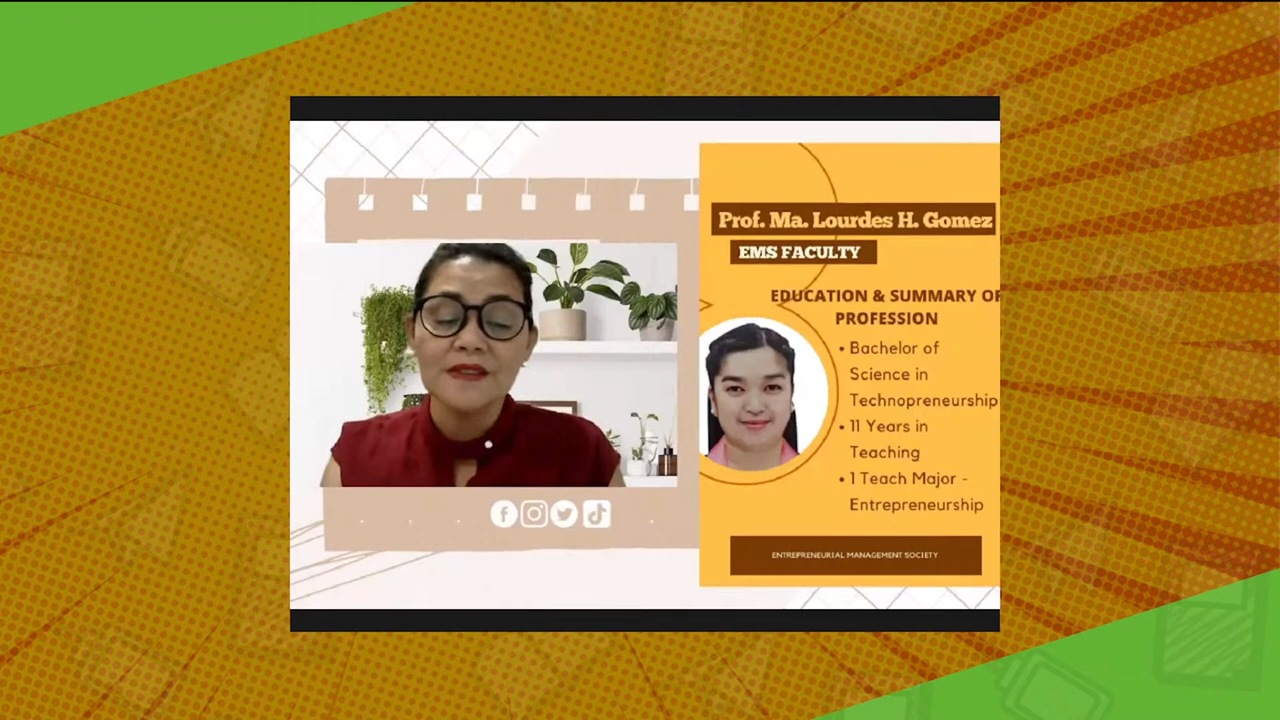 Prof. Ma. Lourdes H. Gomez
EMS FACULTY
EDUCATION & SUMMARY OF
PROFESSION
• Bachelor of
Science in
Technopreneurship
• 11 Years in
Teaching
• 1 Teach Major -
Entrepreneurship
ENTREPRENEURIAL MANAGEMENT SOCIETY